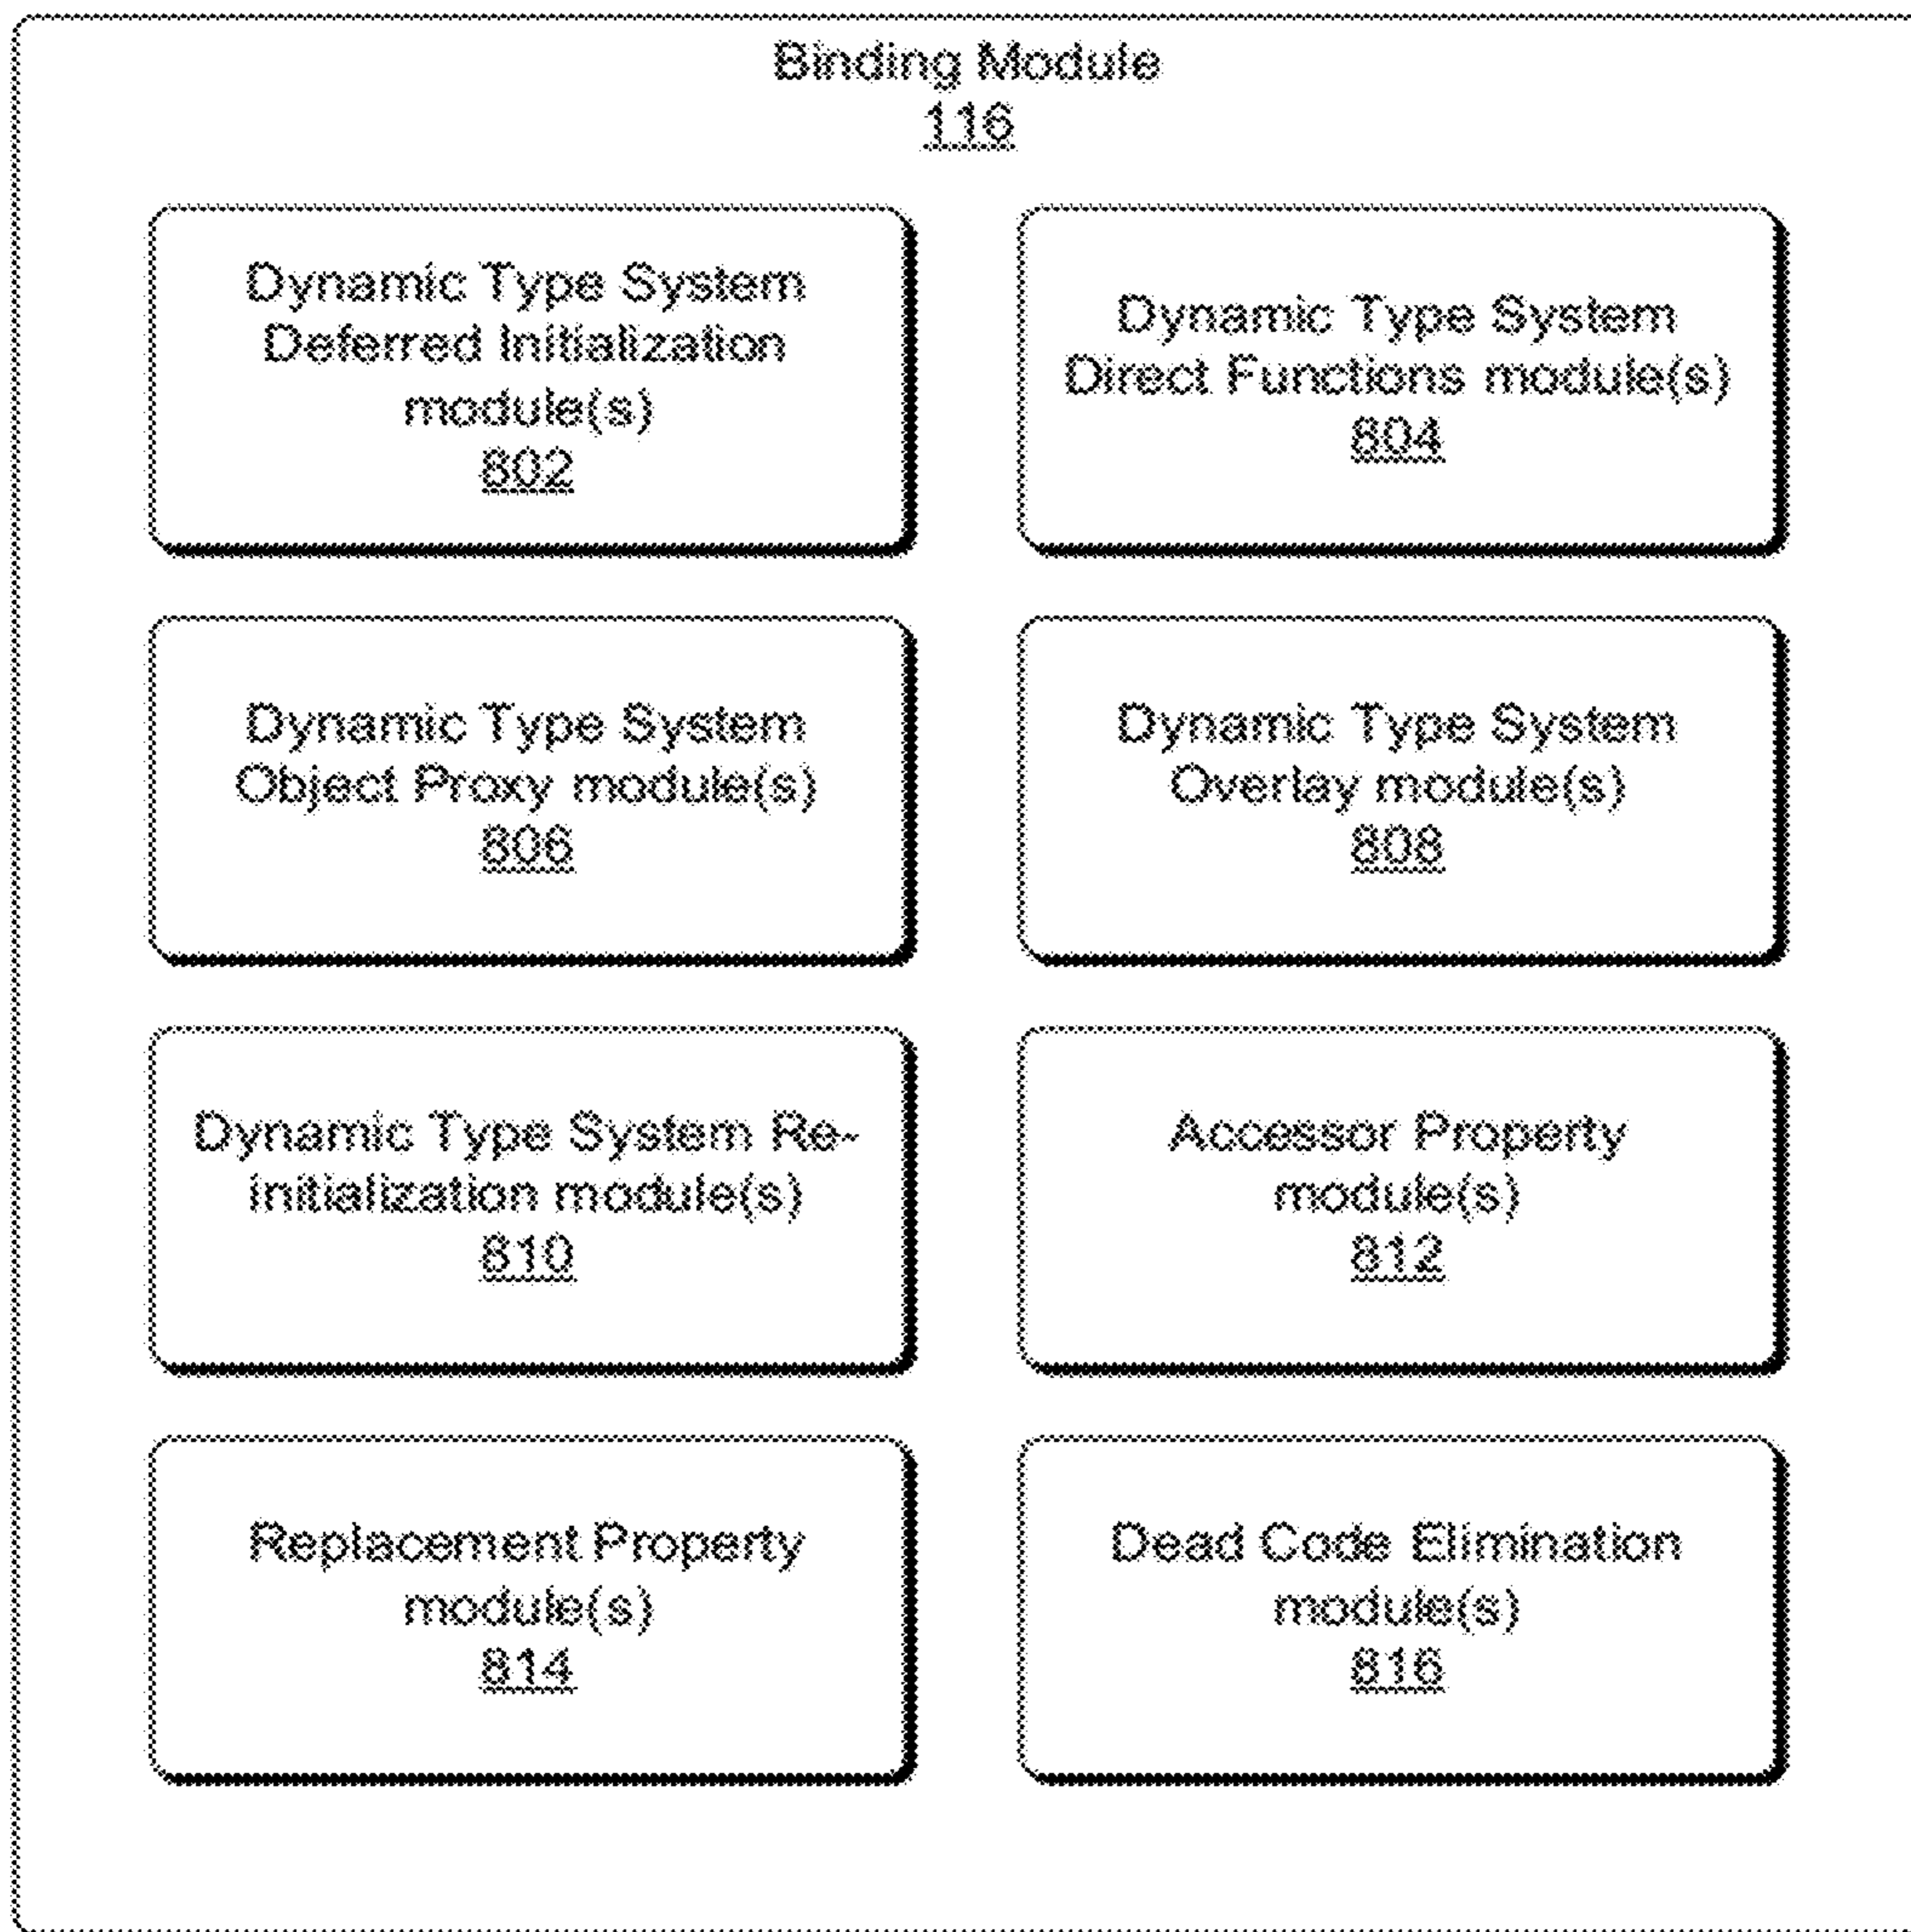 Binding Module
116
Dynamic Type System
Deferred Initialization
module(s)
802
Dynamic Type System
Direct Functions module(s)
804
Dynamic Type System
Object Proxy module(s)
806
Dynamic Type System
Overlay module(s)
808
Dynamic Type System Re-
initialization module(s)
810
Accessor Property
module(s)
812
Replacement Property
module(s)
814
Dead Code Elimination
module(s)
816